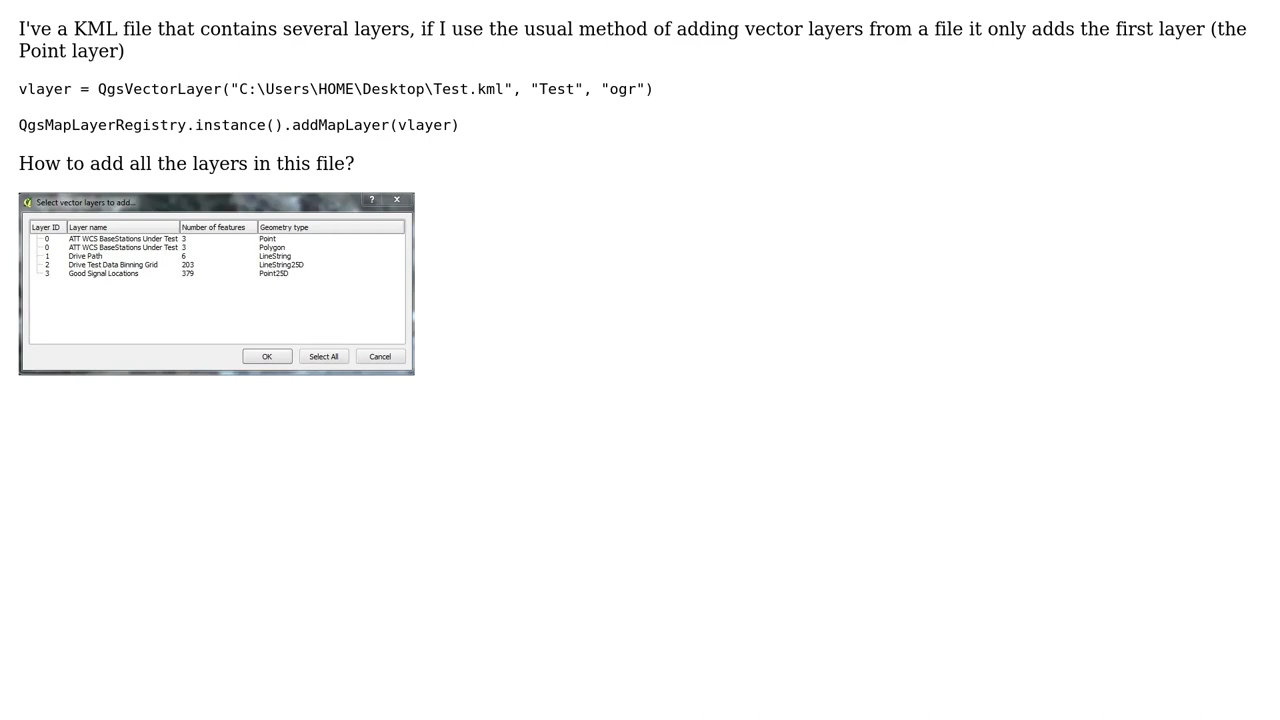 I've a KML file that contains several layers, if I use the usual method of adding vector layers from a file it only adds the first layer (the
Point layer)
vlayer = QgsVectorLayer("C:\Users\HOME\Desktop\Test.kml", "Test", "ogr")
QgsMapLayerRegistry.instance().addMapLayer(vlayer)
How to add all the layers in this file?
Select vector layers to add...
Layer ID Layer name Number of features Geometry type
0 ATT WCS BaseStations Under Test 3 Point
0 ATT WCS BaseStations Under Test 3 Polygon
1 Drive Path 6 LineString
2 Drive Test Data Binning Grid 203 LineString25D
3 Good Signal Locations 379 Point25D
OK Select All Cancel